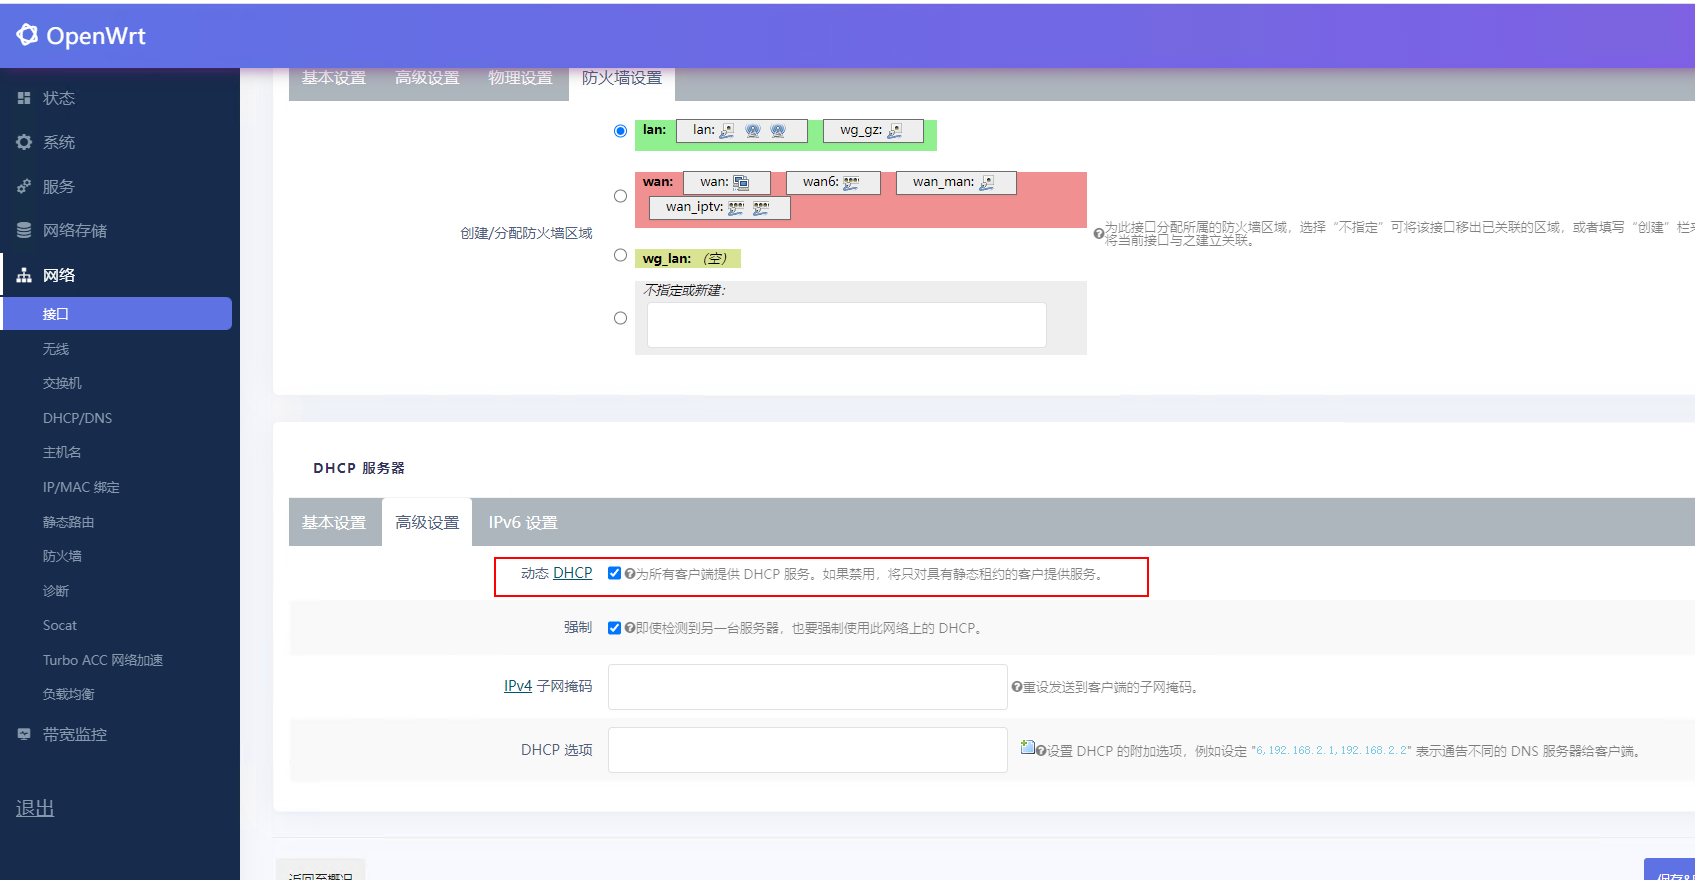 OpenWrt
状态
系统
服务
网络存储
网络
接口
无线
交换机
DHCP/DNS
主机名
IP/MAC 绑定
静态路由
防火墙
诊断
Socat
Turbo ACC 网络加速
负载均衡
带宽监控
退出
基本设置 高级设置 物理设置 防火墙设置
创建/分配防火墙区域
lan: lan: wg_gz:
wan: wan: wan6: wan_man:
wan_iptv:
wg_lan: （空）
不指定或新建：
为此接口分配所属的防火墙区域，选择“不指定”可将该接口移出已关联的区域，或者填写“创建”栏来
将当前接口与之建立关联。
DHCP 服务器
基本设置 高级设置 IPv6 设置
动态 DHCP 为所有客户端提供 DHCP 服务。如果禁用，将只对具有静态租约的客户提供服务。
强制 即使检测到另一台服务器，也要强制使用此网络上的 DHCP。
IPv4 子网掩码 重设发送到客户端的子网掩码。
DHCP 选项 设置 DHCP 的附加选项，例如设定 "6,192.168.2.1,192.168.2.2" 表示通告不同的 DNS 服务器给客户端。
返回至概况
保存&